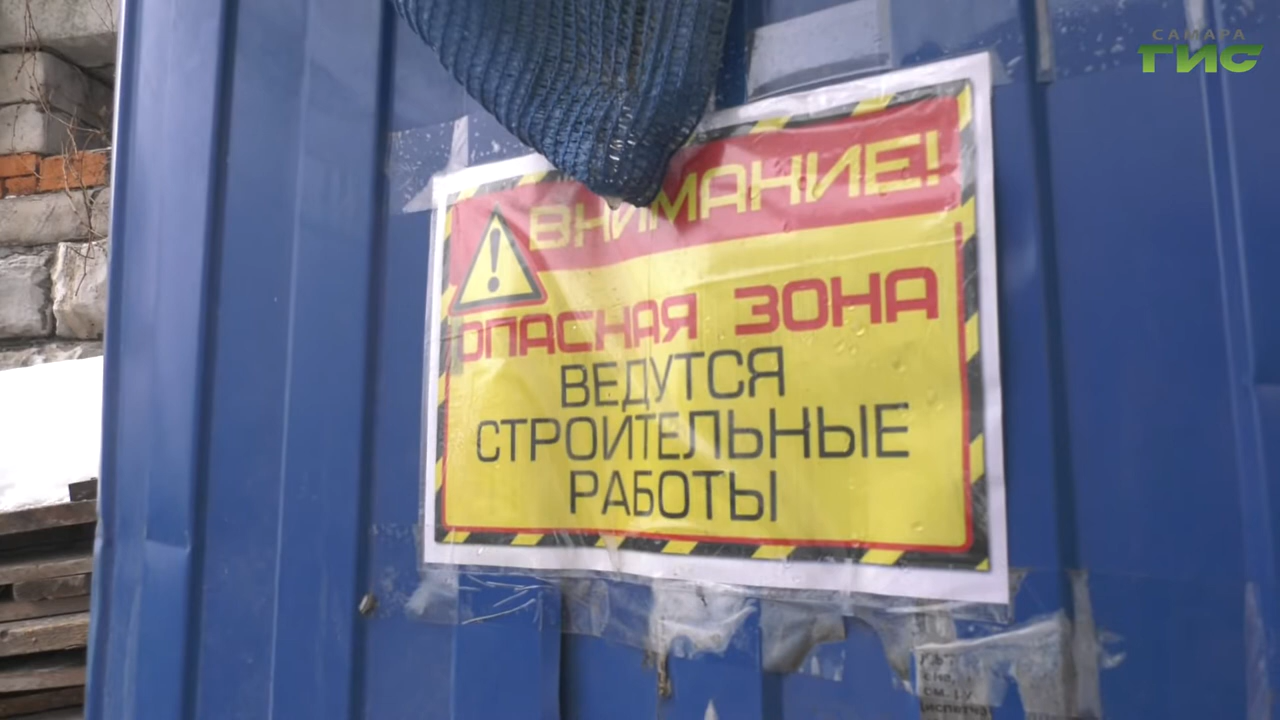 САМАРА
ГИС
ВНИМАНИЕ!
ОПАСНАЯ ЗОНА
ВЕДУТСЯ
СТРОИТЕЛЬНЫЕ
РАБОТЫ